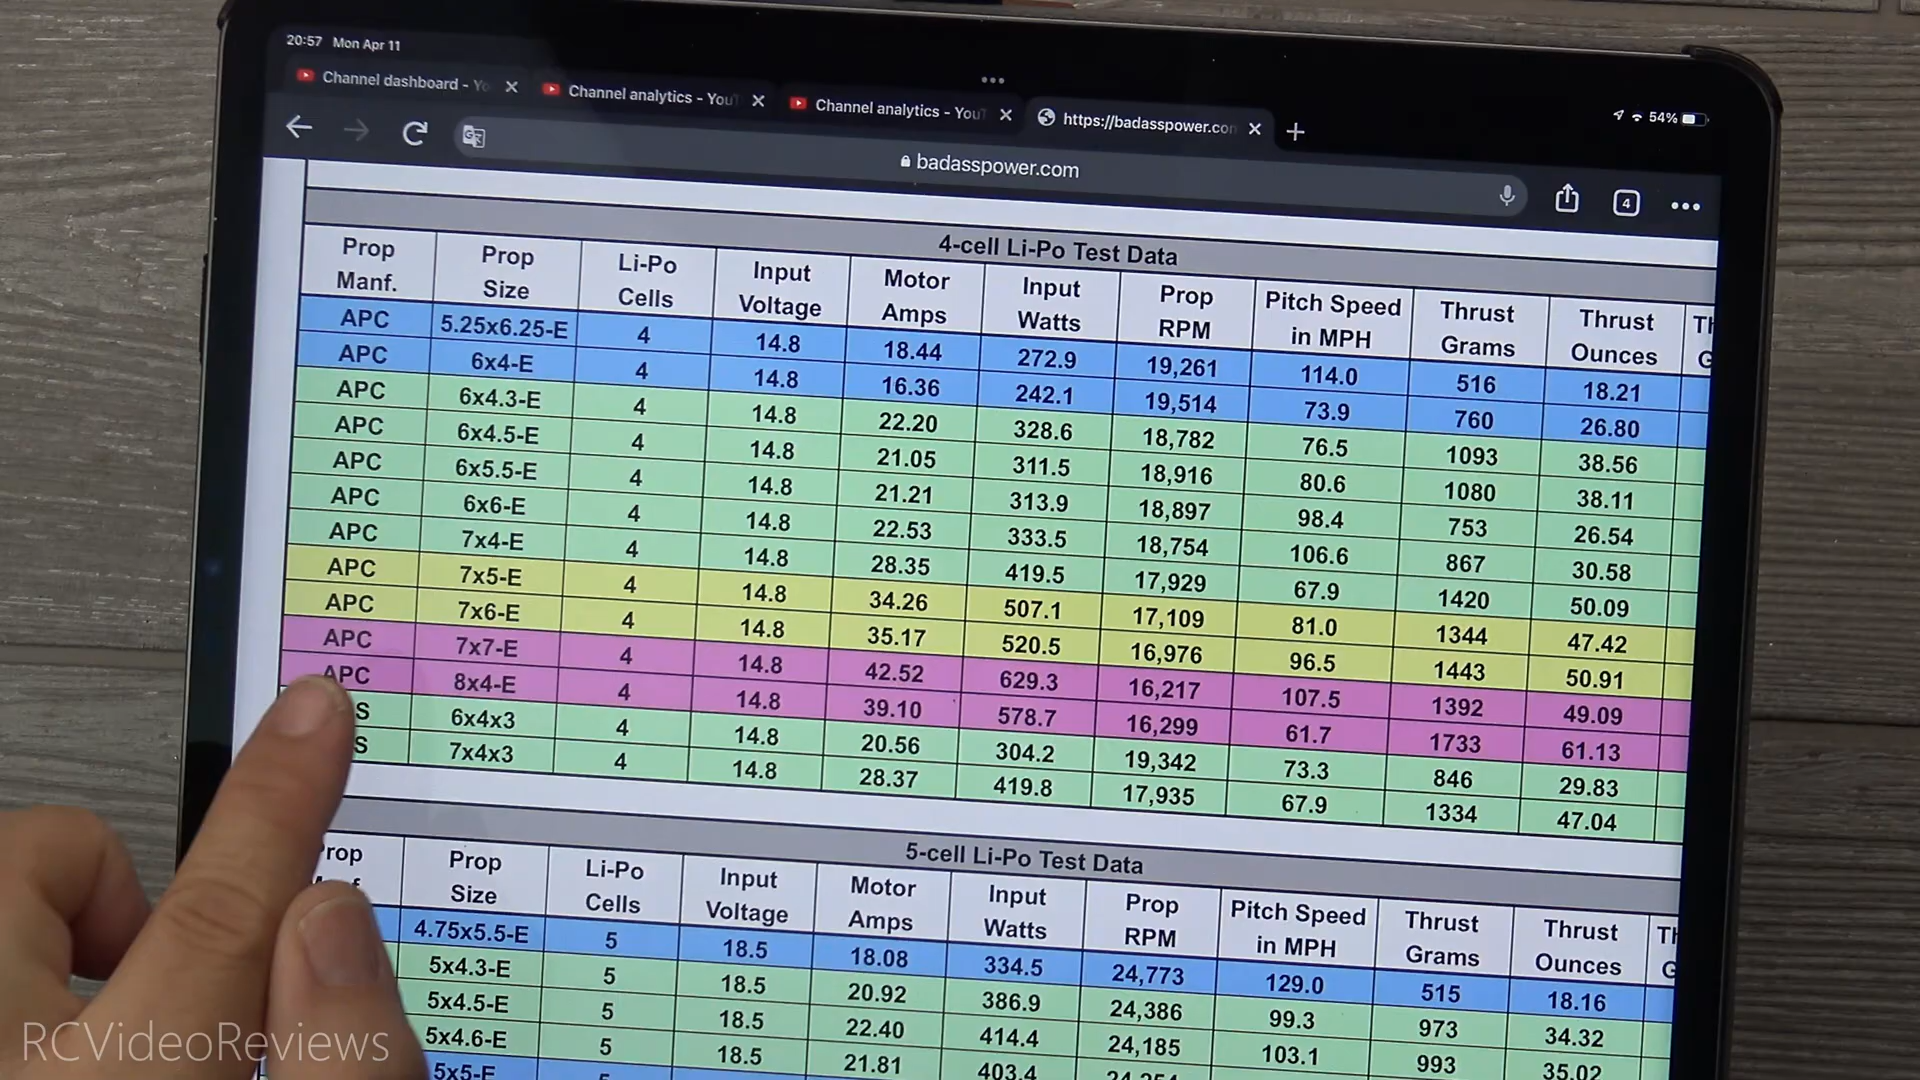 20:57 Mon Apr 11
54%
Channel dashboard - Yo
Channel analytics - YouT
Channel analytics - YouT
https://badasspower.con
badasspower.com
4
4-cell Li-Po Test Data
Prop Manf. Prop Size Li-Po Cells Input Voltage Motor Amps Input Watts Prop RPM Pitch Speed in MPH Thrust Grams Thrust Ounces
APC 5.25x6.25-E 4 14.8 18.44 272.9 19,261 114.0 516 18.21
APC 6x4-E 4 14.8 16.36 242.1 19,514 73.9 760 26.80
APC 6x4.3-E 4 14.8 22.20 328.6 18,782 76.5 1093 38.56
APC 6x4.5-E 4 14.8 21.05 311.5 18,916 80.6 1080 38.11
APC 6x5.5-E 4 14.8 21.21 313.9 18,897 98.4 753 26.54
APC 6x6-E 4 14.8 22.53 333.5 18,754 106.6 867 30.58
APC 7x4-E 4 14.8 28.35 419.5 17,929 67.9 1420 50.09
APC 7x5-E 4 14.8 34.26 507.1 17,109 81.0 1344 47.42
APC 7x6-E 4 14.8 35.17 520.5 16,976 96.5 1443 50.91
APC 7x7-E 4 14.8 42.52 629.3 16,217 107.5 1392 49.09
APC 8x4-E 4 14.8 39.10 578.7 16,299 61.7 1733 61.13
S 6x4x3 4 14.8 20.56 304.2 19,342 73.3 846 29.83
S 7x4x3 4 14.8 28.37 419.8 17,935 67.9 1334 47.04
5-cell Li-Po Test Data
Prop Size Li-Po Cells Input Voltage Motor Amps Input Watts Prop RPM Pitch Speed in MPH Thrust Grams Thrust Ounces
4.75x5.5-E 5 18.5 18.08 334.5 24,773 129.0 515 18.16
5x4.3-E 5 18.5 20.92 386.9 24,386 99.3 973 34.32
5x4.5-E 5 18.5 22.40 414.4 24,185 103.1 993 35.02
5x4.6-E 5 18.5 21.81 403.4
5x5-E
RCVideoReviews